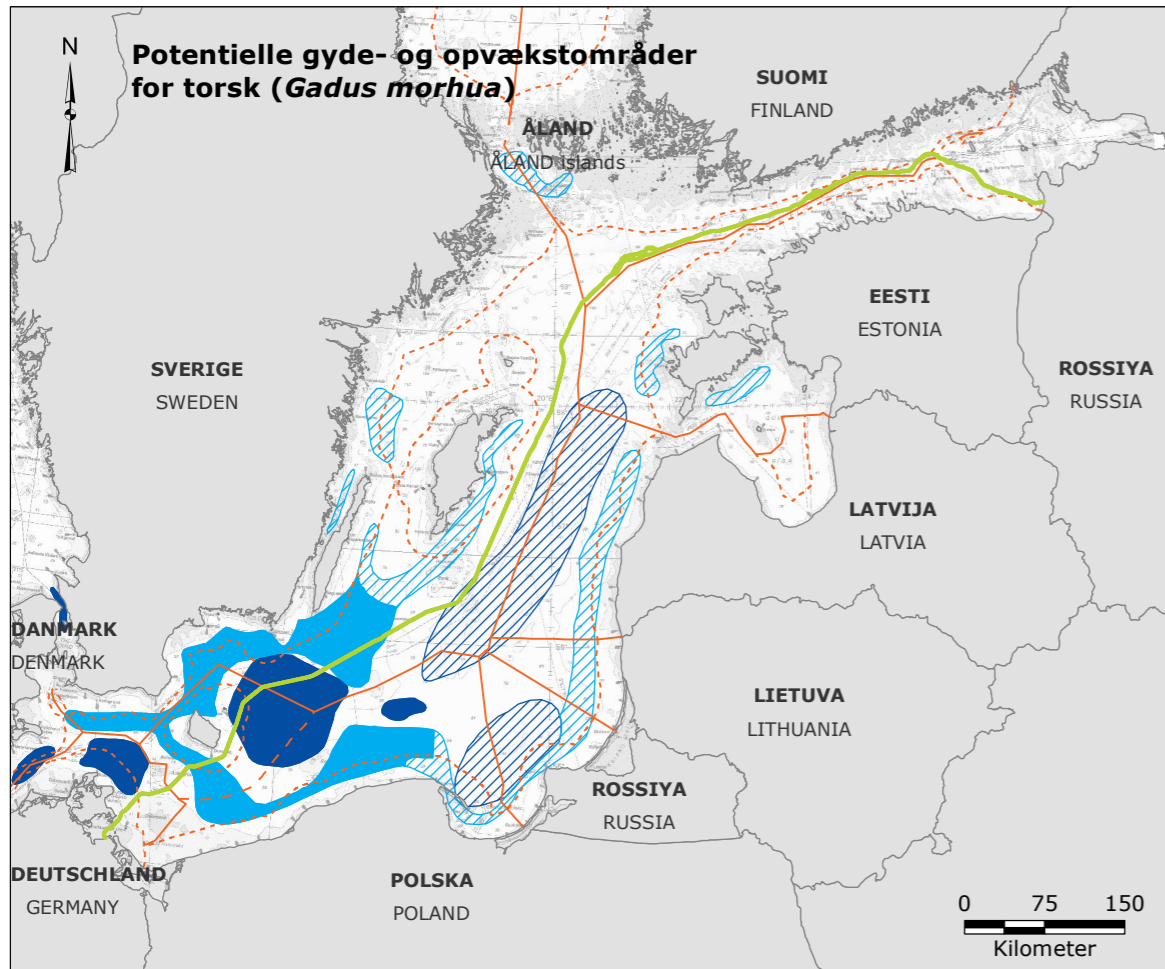 N
Potentielle gyde- og opvækstområder
for torsk (Gadus morhua)
SUOMI
FINLAND
ÅLAND
ÅLAND islands
EESTI
ESTONIA
SVERIGE
SWEDEN
ROSSIYA
RUSSIA
LATVIJA
LATVIA
DANMARK
DENMARK
LIETUVA
LITHUANIA
ROSSIYA
RUSSIA
DEUTSCHLAND
GERMANY
POLSKA
POLAND
0 75 150
Kilometer